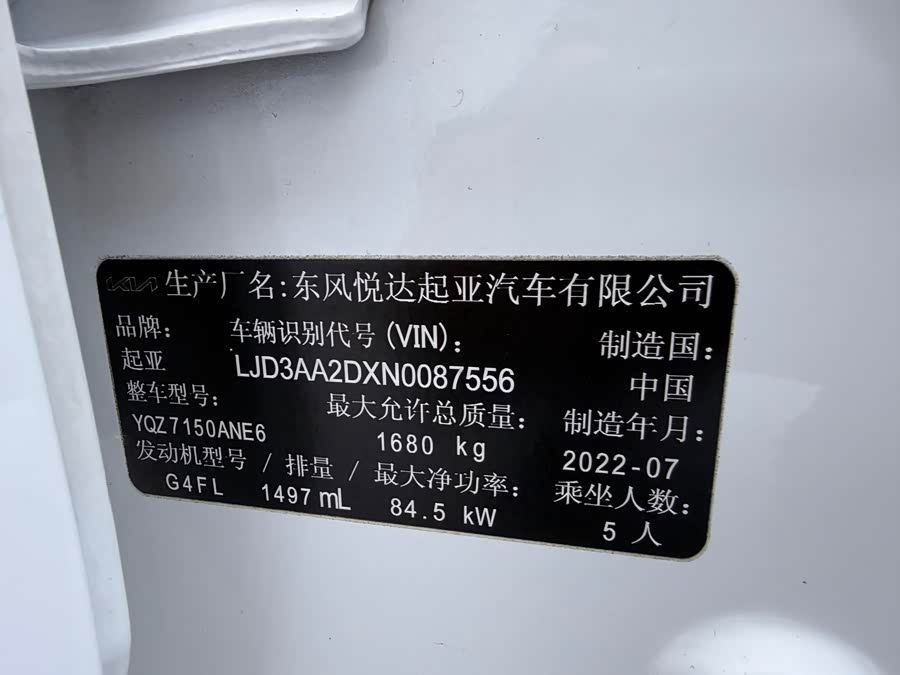 KIA 生产厂名:东风悦达起亚汽车有限公司
品牌: 车辆识别代号(VIN): 制造国:
起亚 LJD3AA2DXN0087556 中国
整车型号: 最大允许总质量: 制造年月:
YQZ7150ANE6 1680 kg 2022-07
发动机型号 / 排量 / 最大净功率: 乘坐人数:
G4FL 1497 mL 84.5 kW 5 人